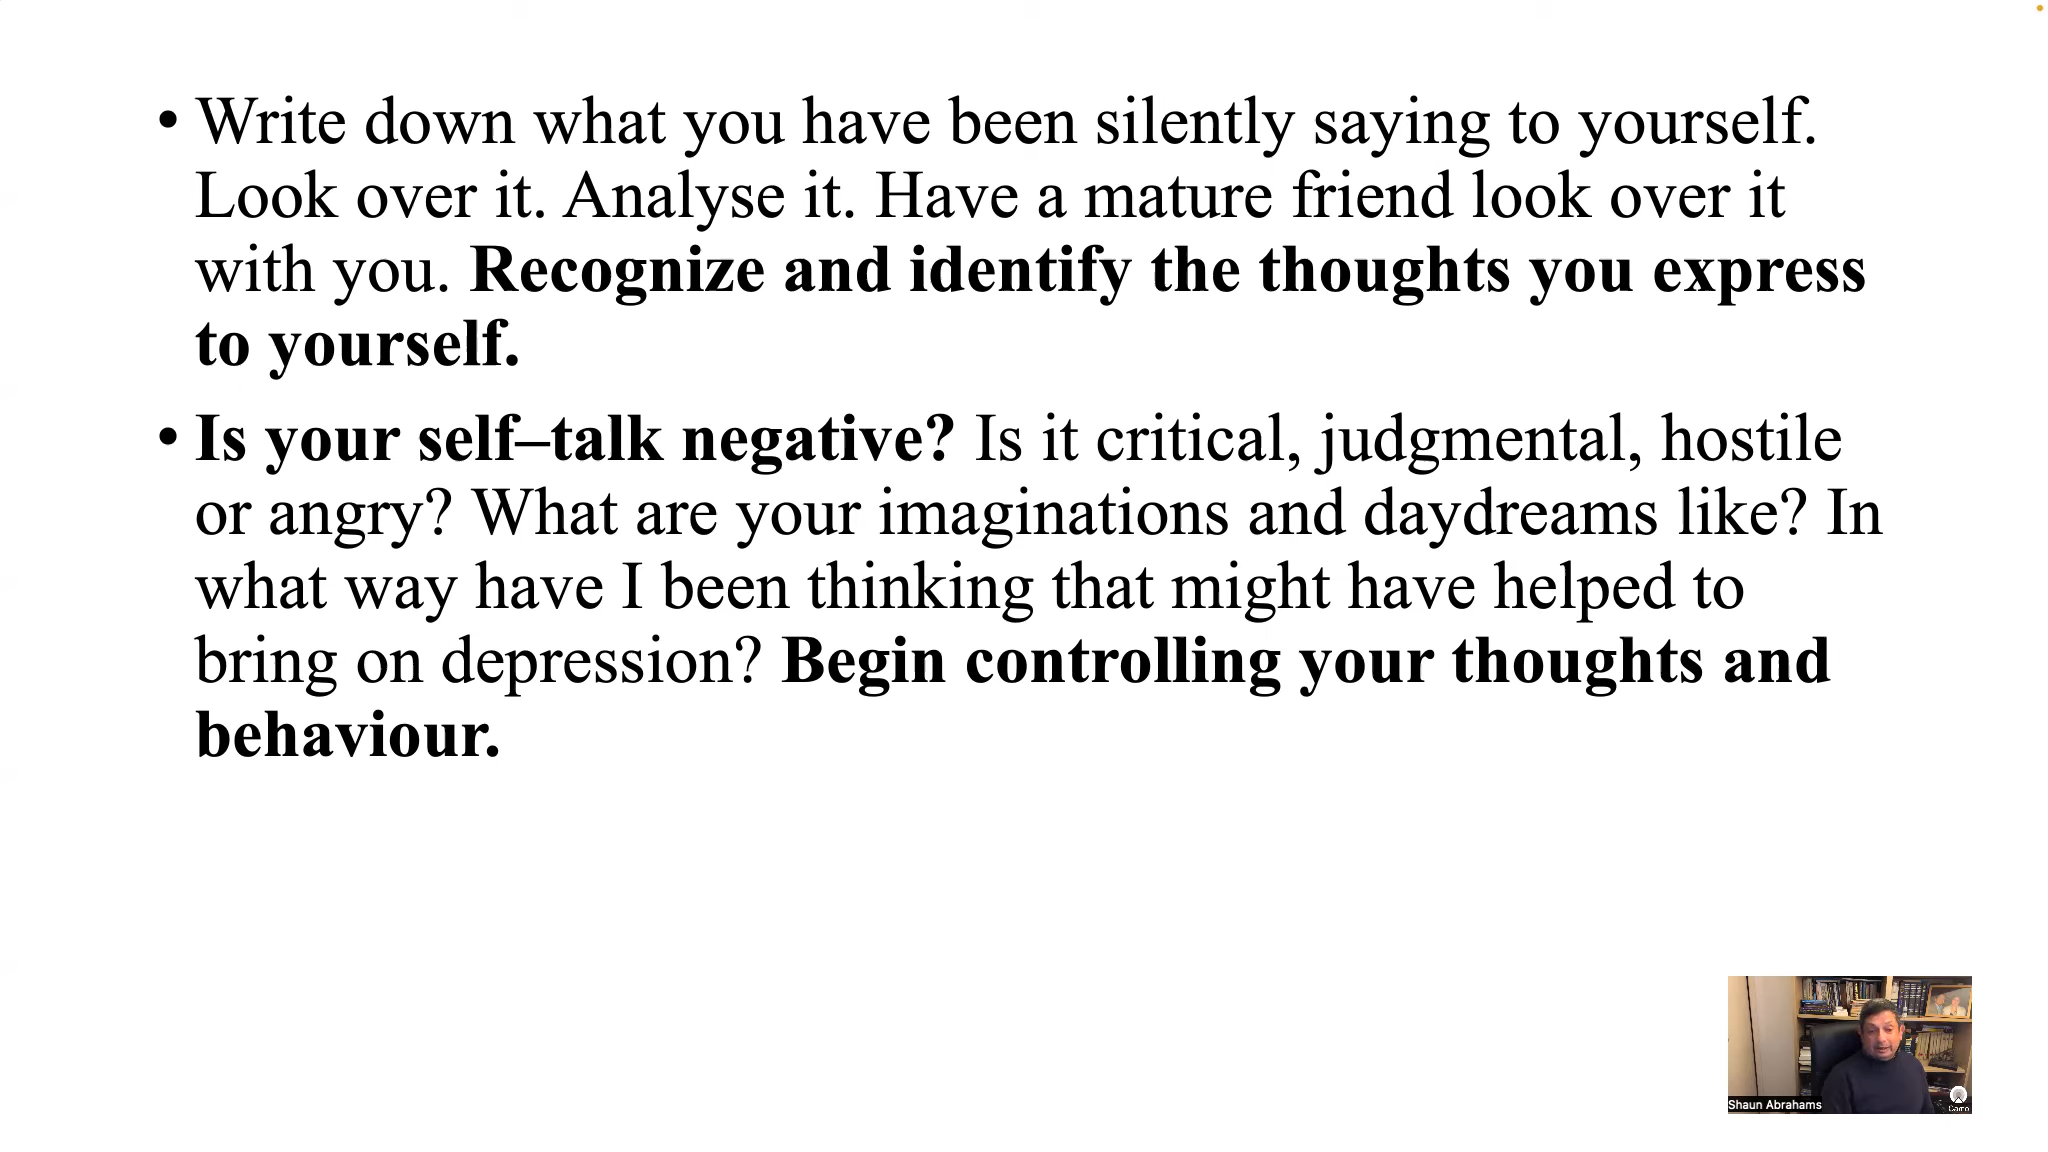 • Write down what you have been silently saying to yourself.
Look over it. Analyse it. Have a mature friend look over it
with you. Recognize and identify the thoughts you express
to yourself.
• Is your self–talk negative? Is it critical, judgmental, hostile
or angry? What are your imaginations and daydreams like? In
what way have I been thinking that might have helped to
bring on depression? Begin controlling your thoughts and
behaviour.
Shaun Abrahams